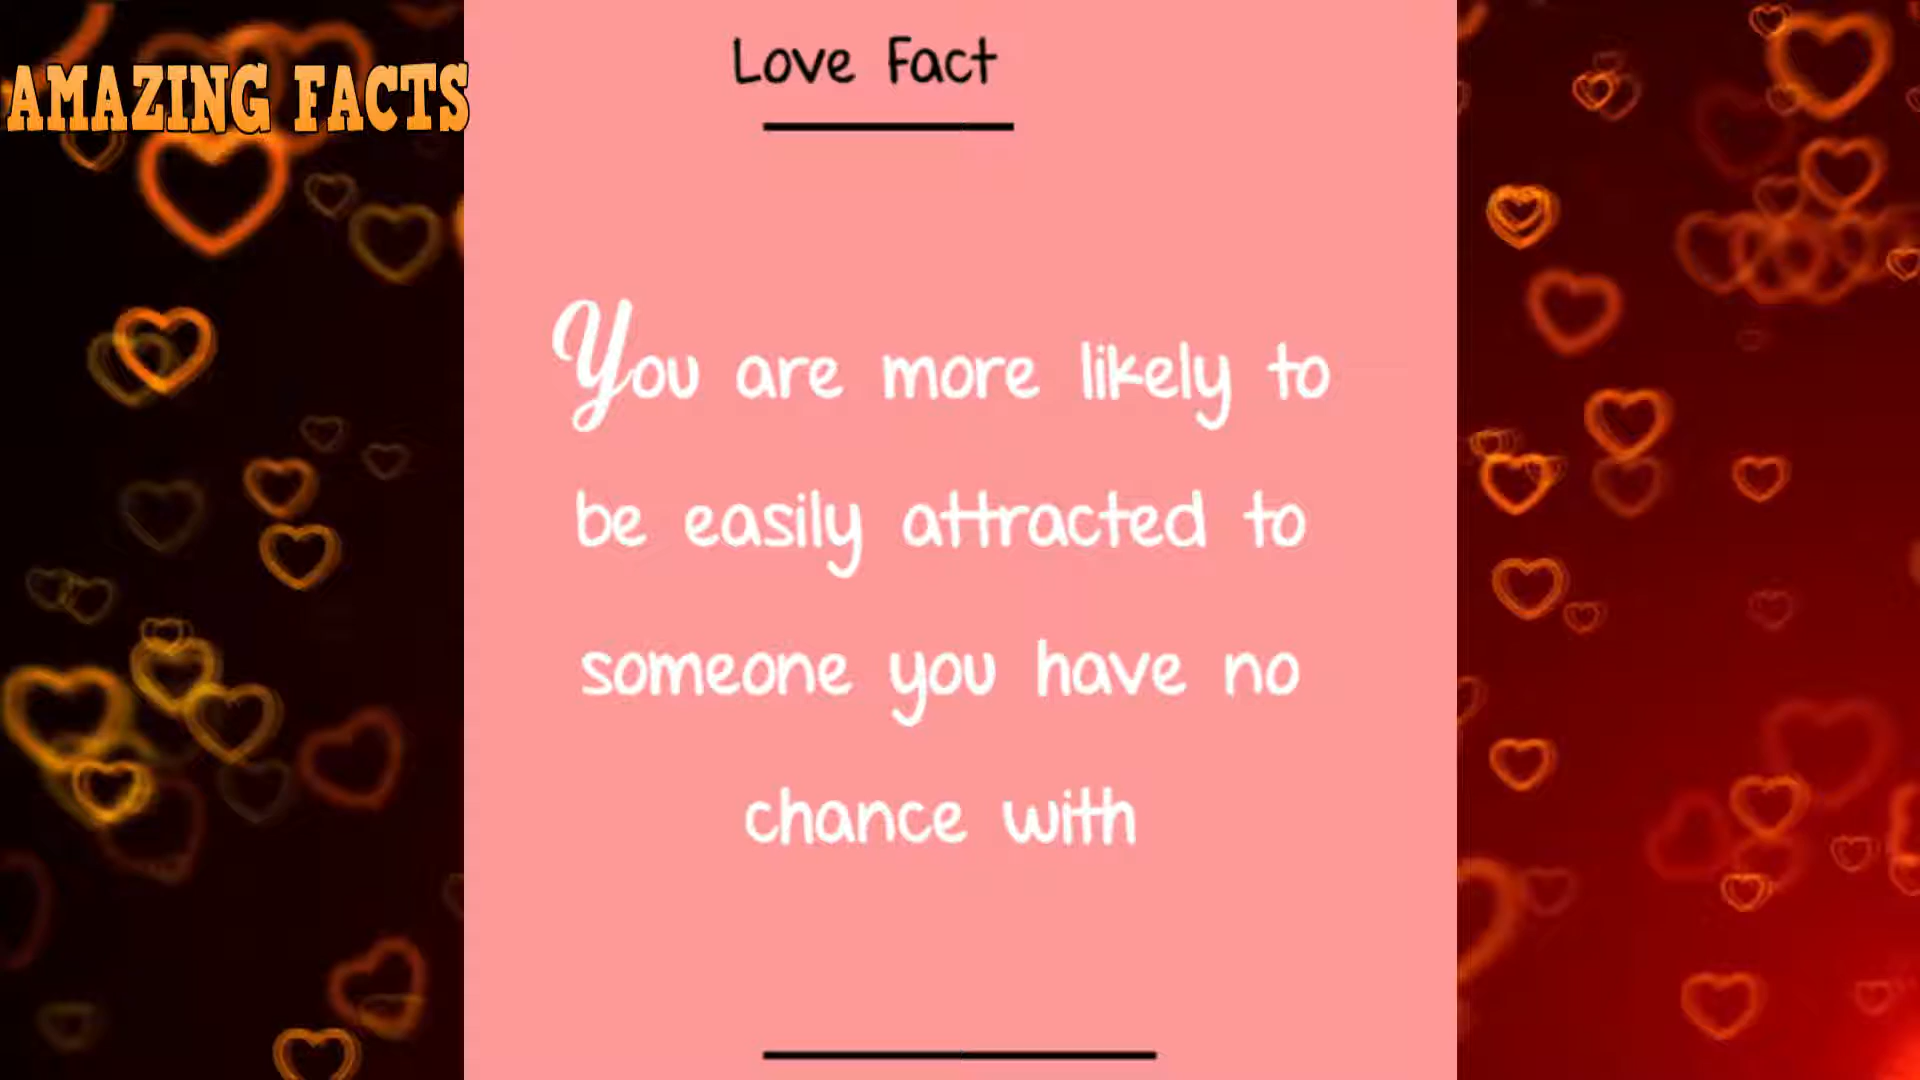 AMAZING FACTS
Love Fact
You are more likely to
be easily attracted to
someone you have no
chance with